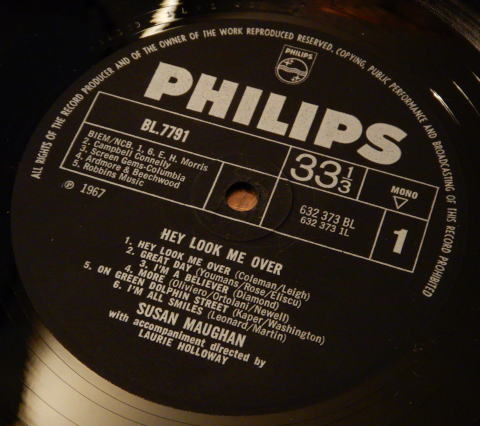 ALL RIGHTS OF THE RECORD PRODUCER AND OF THE OWNER OF THE WORK REPRODUCED RESERVED. COPYING, PUBLIC PERFORMANCE AND BROADCASTING OF THIS RECORD PROHIBITED
PHILIPS
PHILIPS
BL.7791
BIEM/NCB. 1, 6. E. H. Morris
2. Campbell Connelly
4. Screen Gems-Columbia
4. Ardmore & Beechwood
5. Robbins Music
℗ 1967
33 1/3
MONO
632 373 BL
632 373 1L
1
HEY LOOK ME OVER
1. HEY LOOK ME OVER (Coleman/Leigh)
2. GREAT DAY (Youmans/Rose/Eliscu)
3. I'M A BELIEVER (Diamond)
4. MORE (Oliviero/Ortolani/Newell)
5. ON GREEN DOLPHIN STREET (Kaper/Washington)
6. I'M ALL SMILES (Leonard/Martin)
SUSAN MAUGHAN
with accompaniment directed by
LAURIE HOLLOWAY